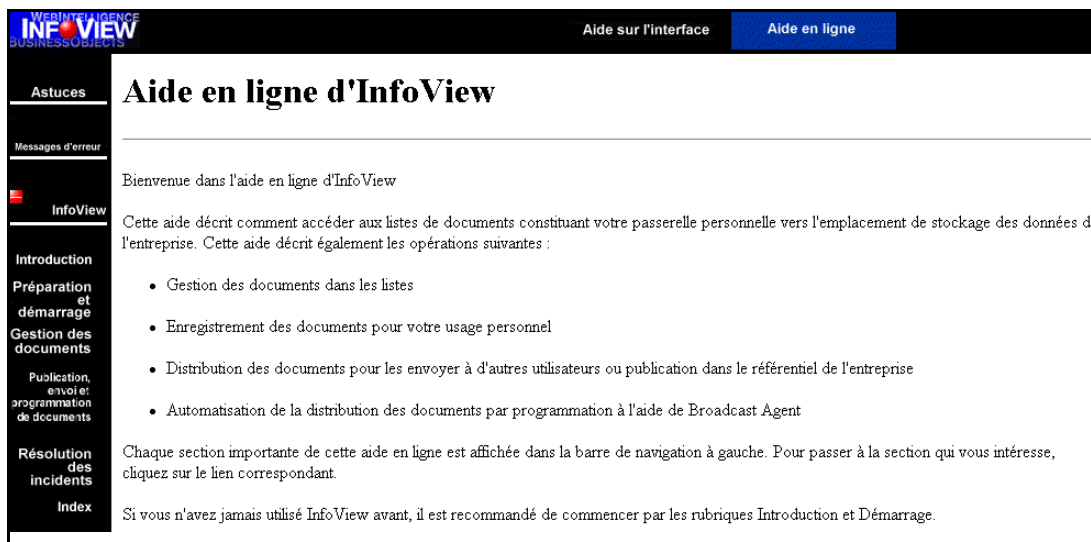 WEBINTELLIGENCE
INFOVIEW
BUSINESSOBJECTS
Aide sur l'interface
Aide en ligne
Astuces
Messages d'erreur
InfoView
Introduction
Préparation
et
démarrage
Gestion des
documents
Publication,
envoi et
programmation
de documents
Résolution
des
incidents
Index
Aide en ligne d'InfoView
Bienvenue dans l'aide en ligne d'InfoView
Cette aide décrit comment accéder aux listes de documents constituant votre passerelle personnelle vers l'emplacement de stockage des données d
l'entreprise. Cette aide décrit également les opérations suivantes :
• Gestion des documents dans les listes
• Enregistrement des documents pour votre usage personnel
• Distribution des documents pour les envoyer à d'autres utilisateurs ou publication dans le référentiel de l'entreprise
• Automatisation de la distribution des documents par programmation à l'aide de Broadcast Agent
Chaque section importante de cette aide en ligne est affichée dans la barre de navigation à gauche. Pour passer à la section qui vous intéresse,
cliquez sur le lien correspondant.
Si vous n'avez jamais utilisé InfoView avant, il est recommandé de commencer par les rubriques Introduction et Démarrage.